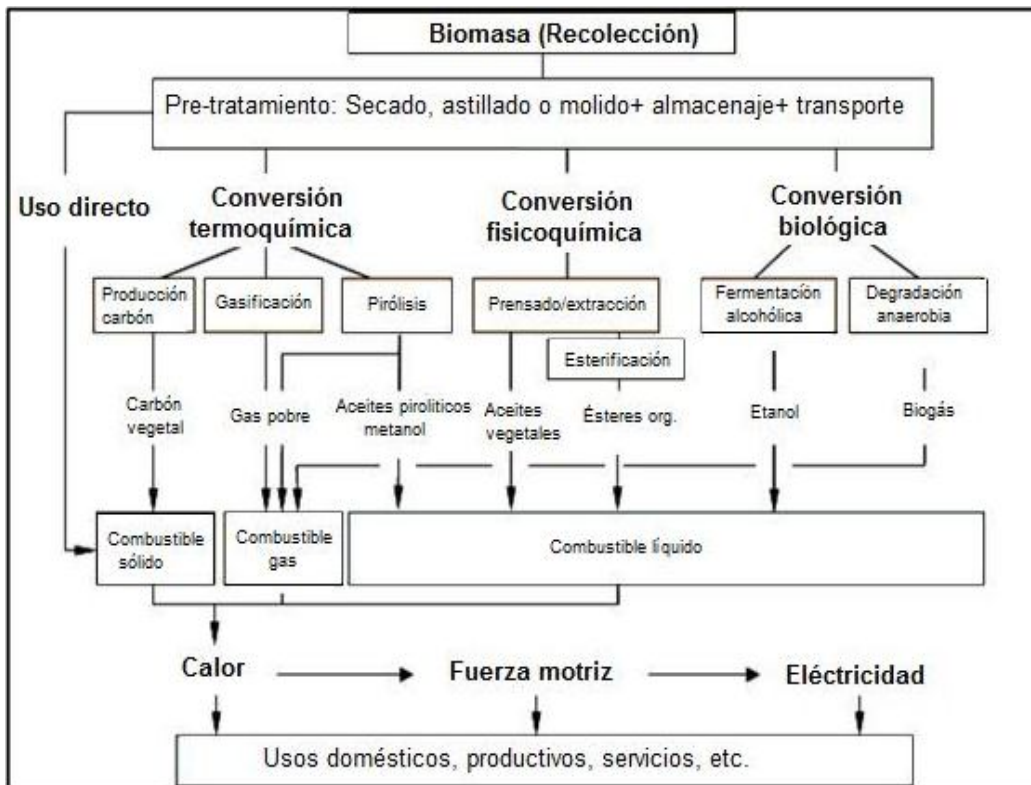 Biomasa (Recolección)
Pre-tratamiento: Secado, astillado o molido+ almacenaje+ transporte
Uso directo
Conversión
termoquímica
Conversión
fisicoquímica
Conversión
biológica
Producción
carbón
Gasificación
Pirólisis
Prensado/extracción
Fermentación
alcohólica
Degradación
anaerobia
Esterificación
Carbón
vegetal
Gas pobre
Aceites piroliticos
metanol
Aceites
vegetales
Ésteres org.
Etanol
Biogás
Combustible
sólido
Combustible
gas
Combustible líquido
Calor
Fuerza motriz
Eléctricidad
Usos domésticos, productivos, servicios, etc.